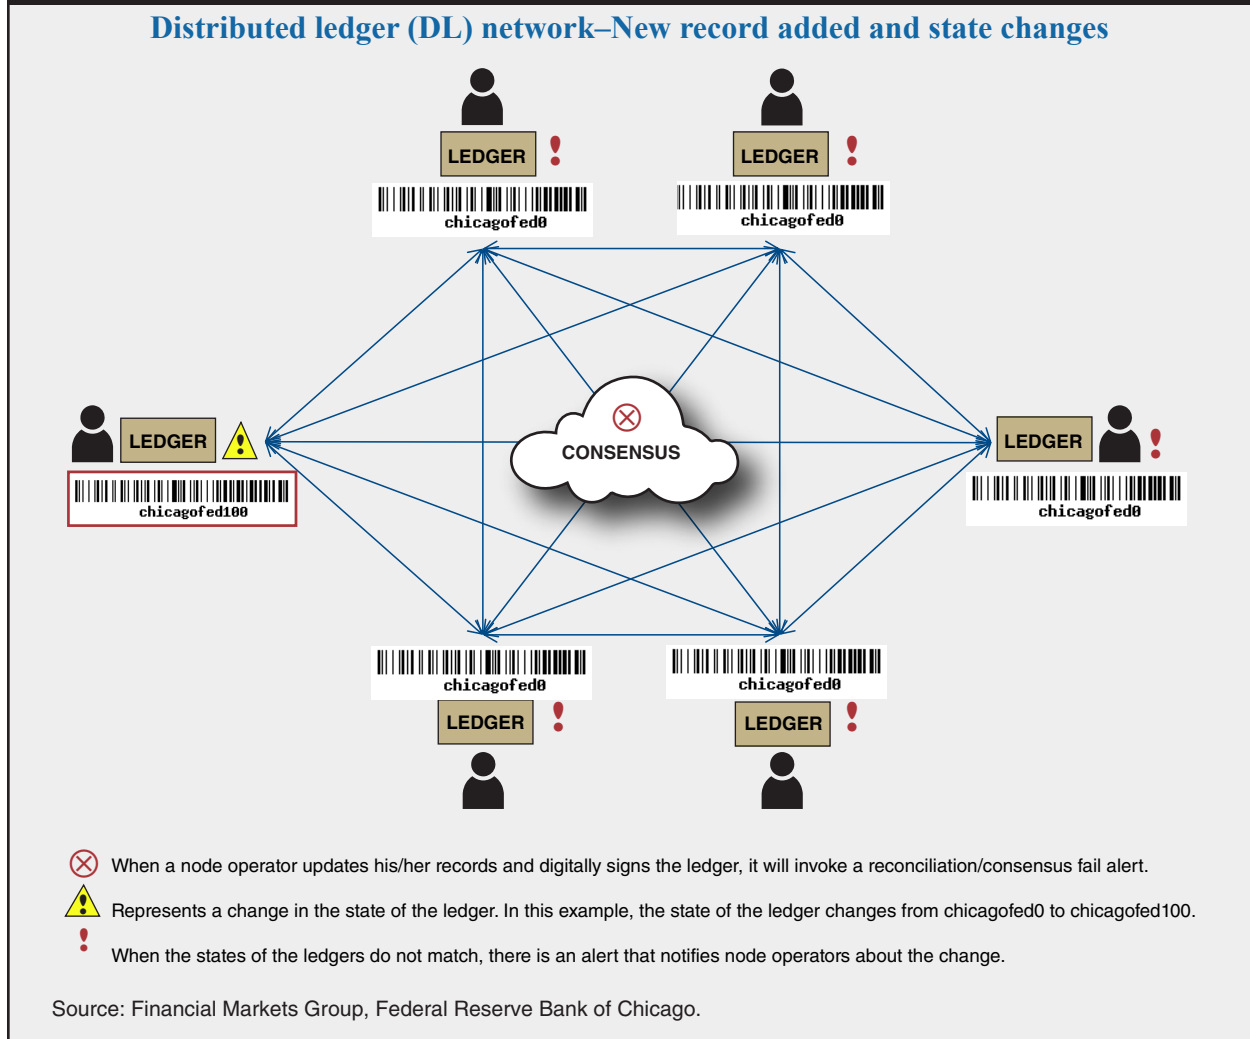 Distributed ledger (DL) network–New record added and state changes
LEDGER
LEDGER
chicagofed0
chicagofed0
CONSENSUS
LEDGER
LEDGER
chicagofed100
chicagofed0
chicagofed0
chicagofed0
LEDGER
LEDGER
When a node operator updates his/her records and digitally signs the ledger, it will invoke a reconciliation/consensus fail alert.
Represents a change in the state of the ledger. In this example, the state of the ledger changes from chicagofed0 to chicagofed100.
When the states of the ledgers do not match, there is an alert that notifies node operators about the change.
Source: Financial Markets Group, Federal Reserve Bank of Chicago.